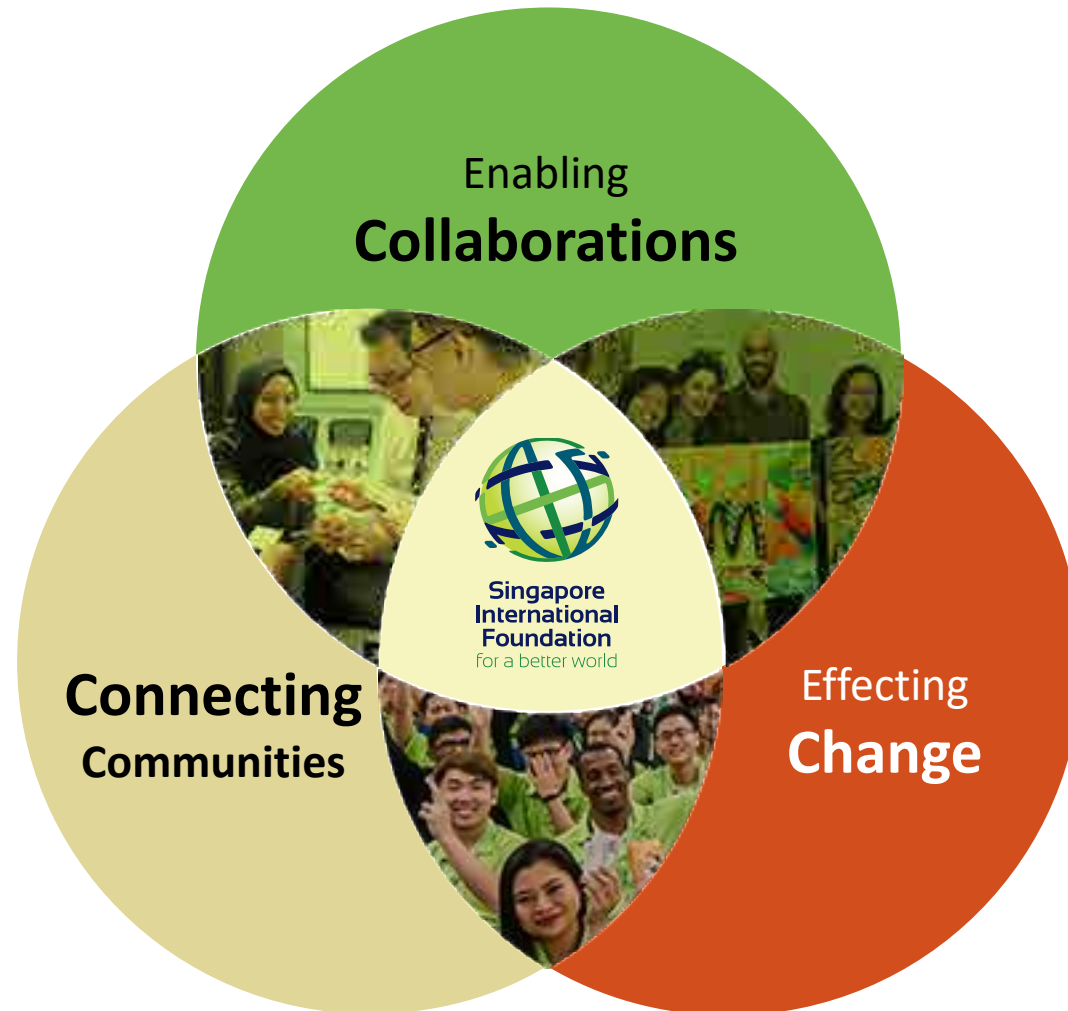 Enabling
Collaborations
Singapore
International
Foundation
for a better world
Connecting
Communities
Effecting
Change